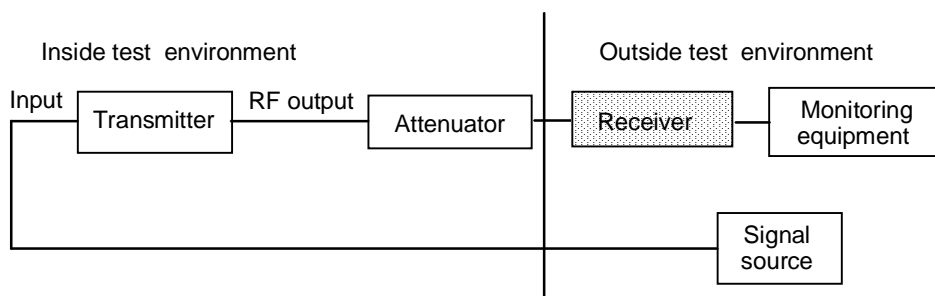 Inside test environment
Outside test environment
Input
Transmitter
RF output
Attenuator
Receiver
Monitoring
equipment
Signal
source